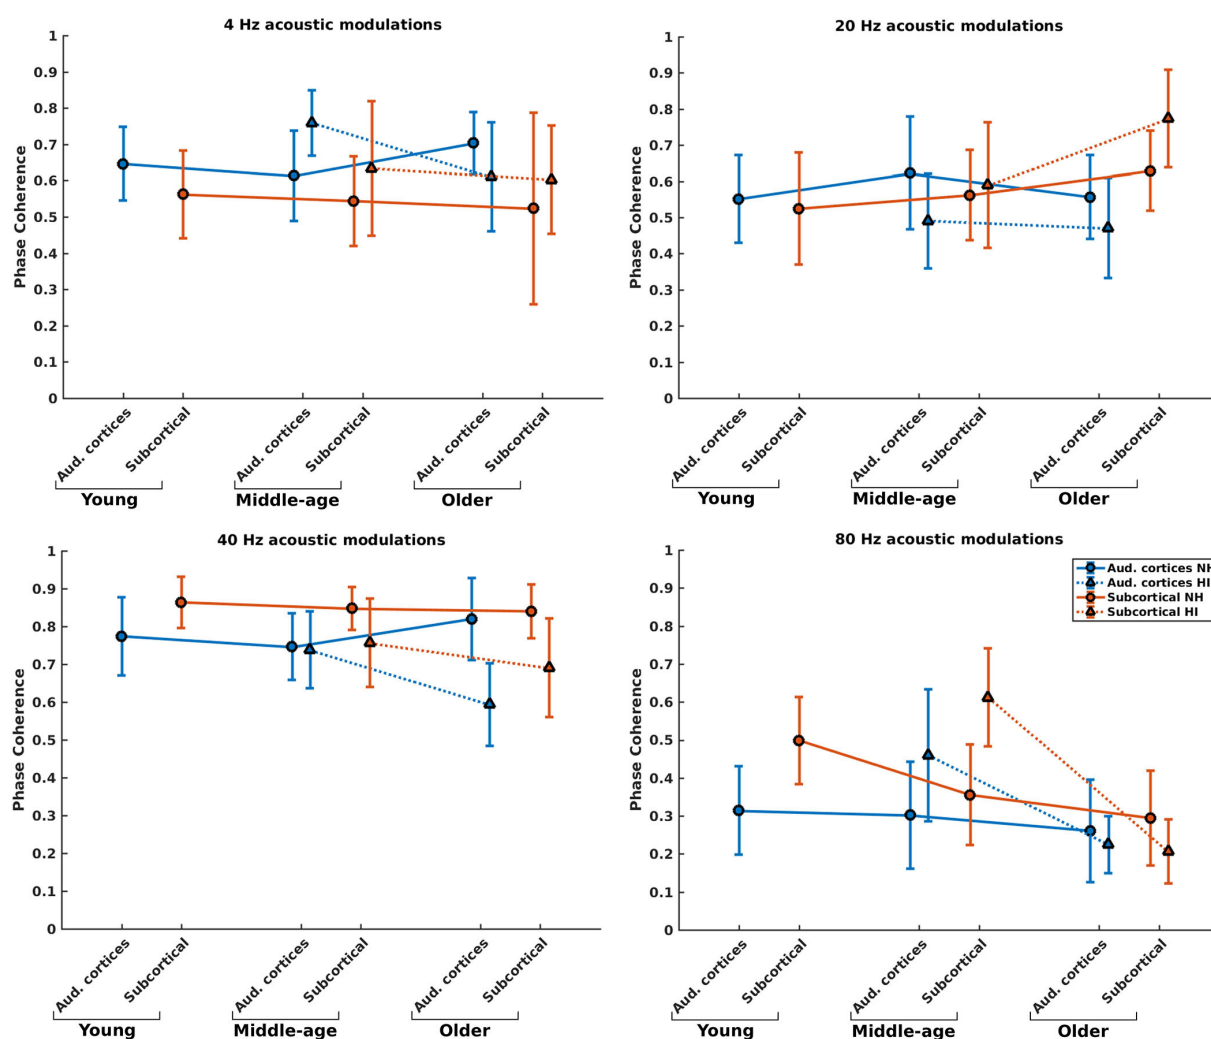 4 Hz acoustic modulations
Phase Coherence
1
0.9
0.8
0.7
0.6
0.5
0.4
0.3
0.2
0.1
0
Aud. cortices
Subcortical
Aud. cortices
Subcortical
Aud. cortices
Subcortical
Young
Middle-age
Older
20 Hz acoustic modulations
Phase Coherence
1
0.9
0.8
0.7
0.6
0.5
0.4
0.3
0.2
0.1
0
Aud. cortices
Subcortical
Aud. cortices
Subcortical
Aud. cortices
Subcortical
Young
Middle-age
Older
40 Hz acoustic modulations
Phase Coherence
1
0.9
0.8
0.7
0.6
0.5
0.4
0.3
0.2
0.1
0
Aud. cortices
Subcortical
Aud. cortices
Subcortical
Aud. cortices
Subcortical
Young
Middle-age
Older
80 Hz acoustic modulations
Phase Coherence
1
0.9
0.8
0.7
0.6
0.5
0.4
0.3
0.2
0.1
0
Aud. cortices NH
Aud. cortices HI
Subcortical NH
Subcortical HI
Aud. cortices
Subcortical
Aud. cortices
Subcortical
Aud. cortices
Subcortical
Young
Middle-age
Older